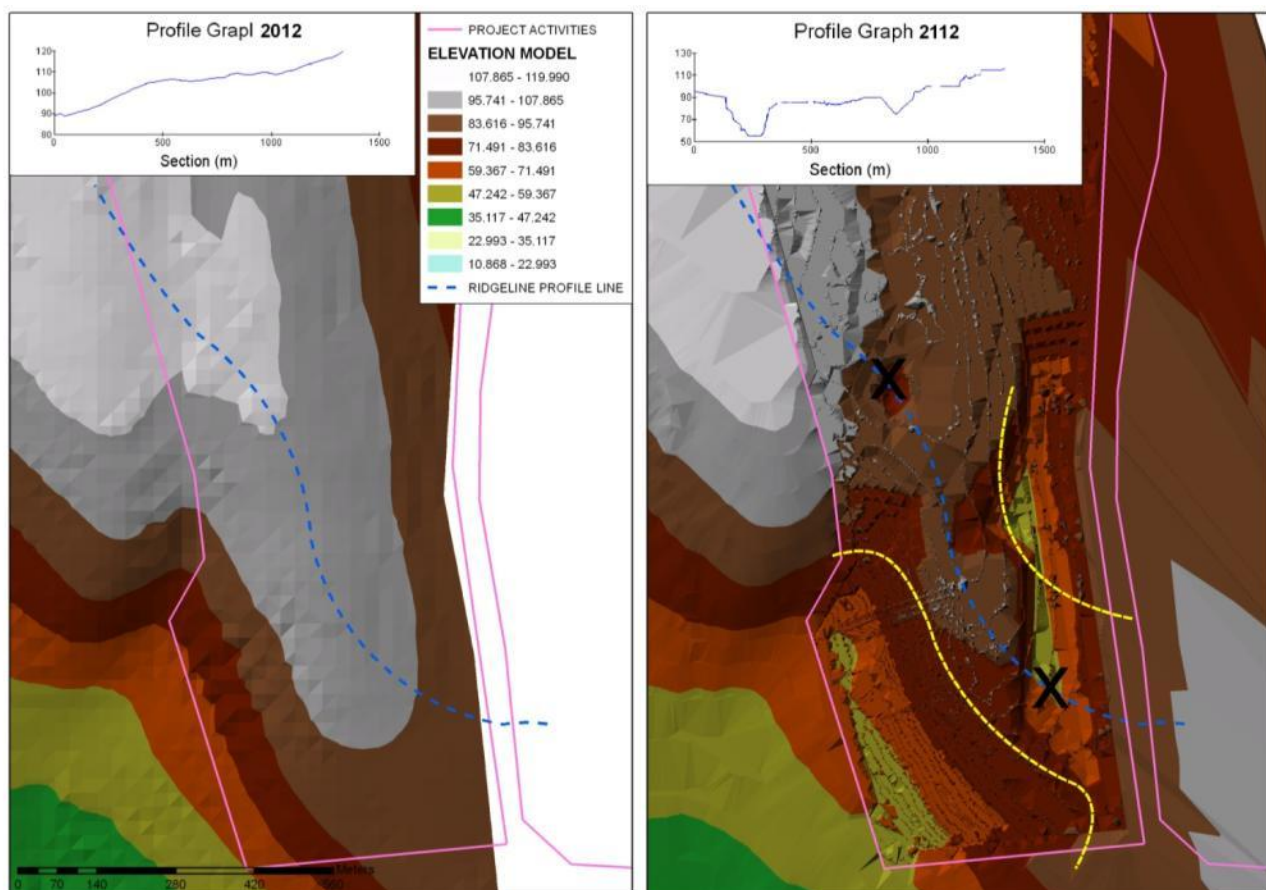 Profile Grapl 2012
120
110
100
90
80
0
500
1000
1500
Section (m)
PROJECT ACTIVITIES
ELEVATION MODEL
107.865 - 119.990
95.741 - 107.865
83.616 - 95.741
71.491 - 83.616
59.367 - 71.491
47.242 - 59.367
35.117 - 47.242
22.993 - 35.117
10.868 - 22.993
RIDGELINE PROFILE LINE
Meters
0 70 140 280 420 560
Profile Graph 2112
130
110
90
70
50
0
500
1000
1500
Section (m)
X
X